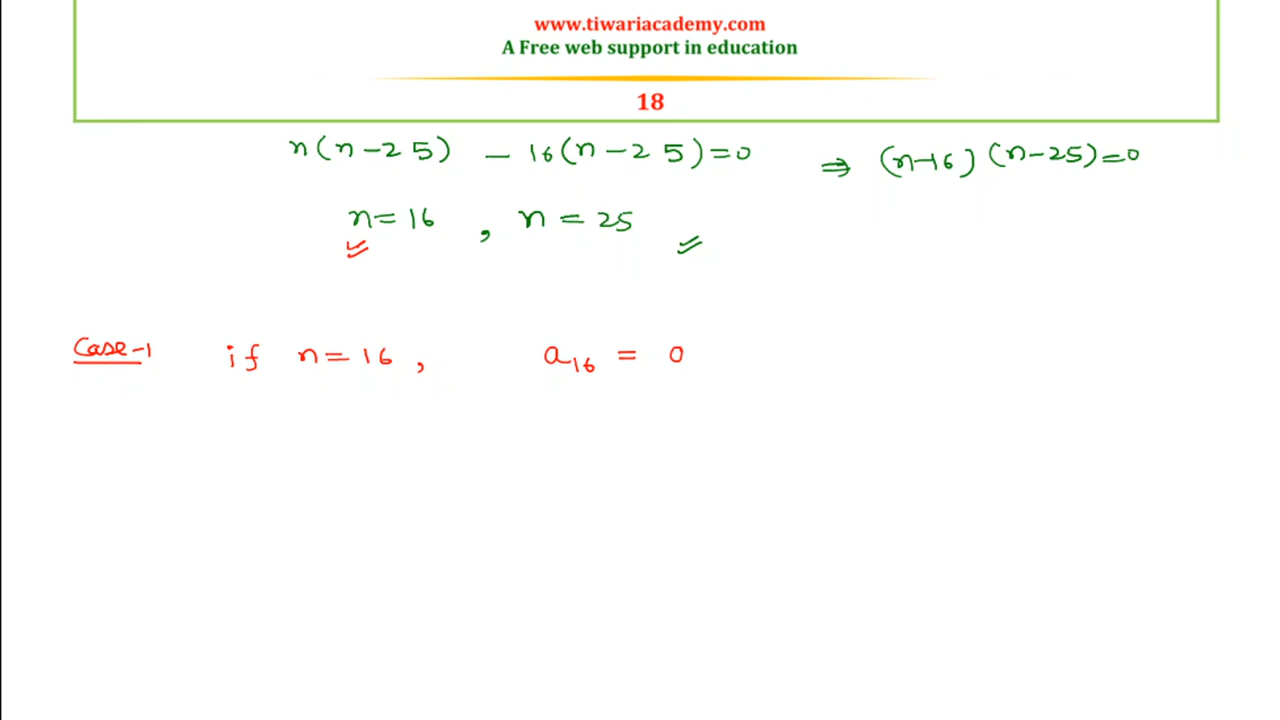 www.tiwariacademy.com
A Free web support in education
18
n(n-25) - 16(n-25)=0 ⇒ (n-16)(n-25)=0
n=16 , n=25
Case-1 if n=16, a₁₆ = 0